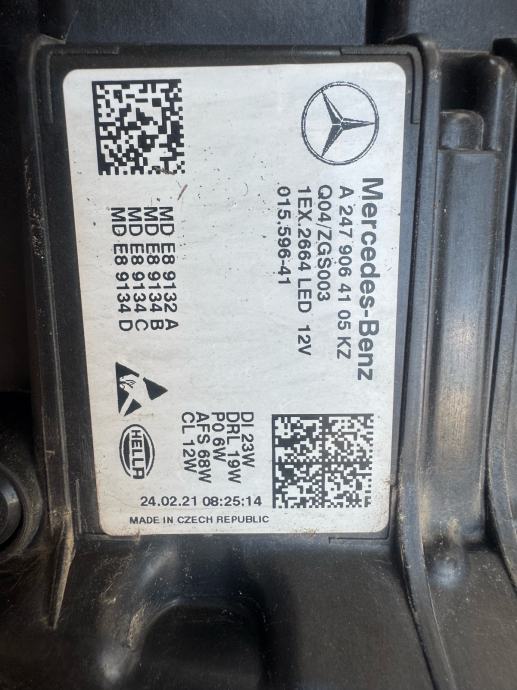 Mercedes-Benz
A 247 906 41 05 KZ
Q04/ZGS003
1EX.2664 LED 12V
015.596-41
MD E8 9132 A
MD E8 9134 B
MD E8 9134 C
MD E8 9134 D
DI 23W
DRL 19W
PO 6W
AFS 68W
CL 12W
HELLA
24.02.21 08:25:14
MADE IN CZECH REPUBLIC